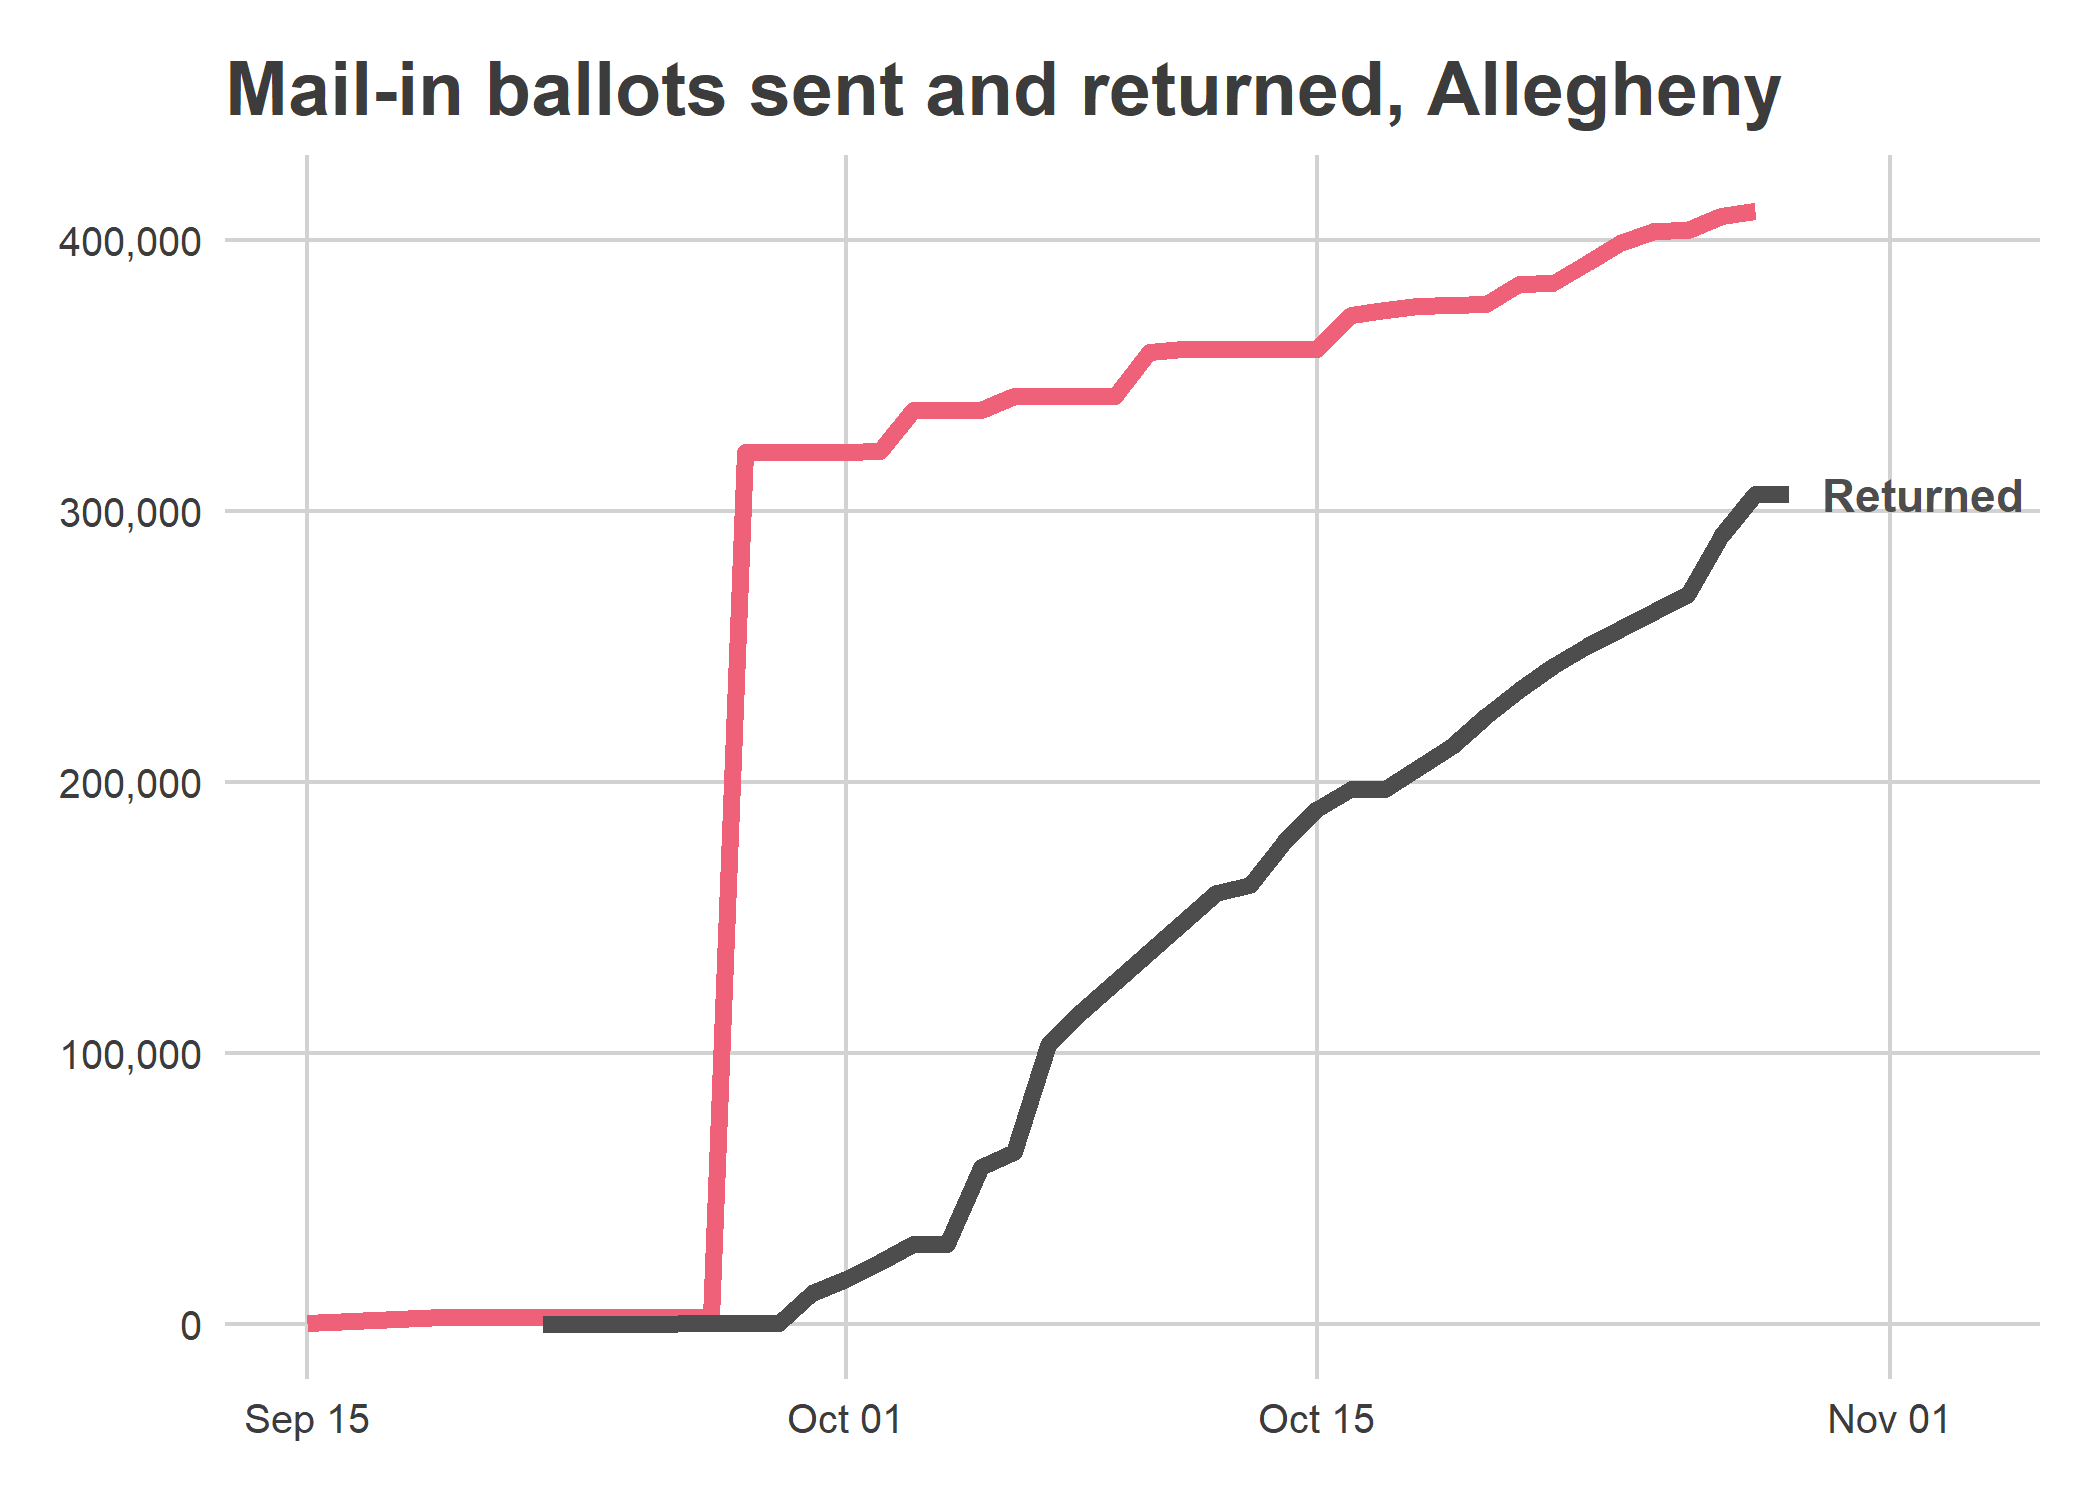 Mail-in ballots sent and returned, Allegheny
400,000
300,000
200,000
100,000
0
Returned
Sep 15
Oct 01
Oct 15
Nov 01